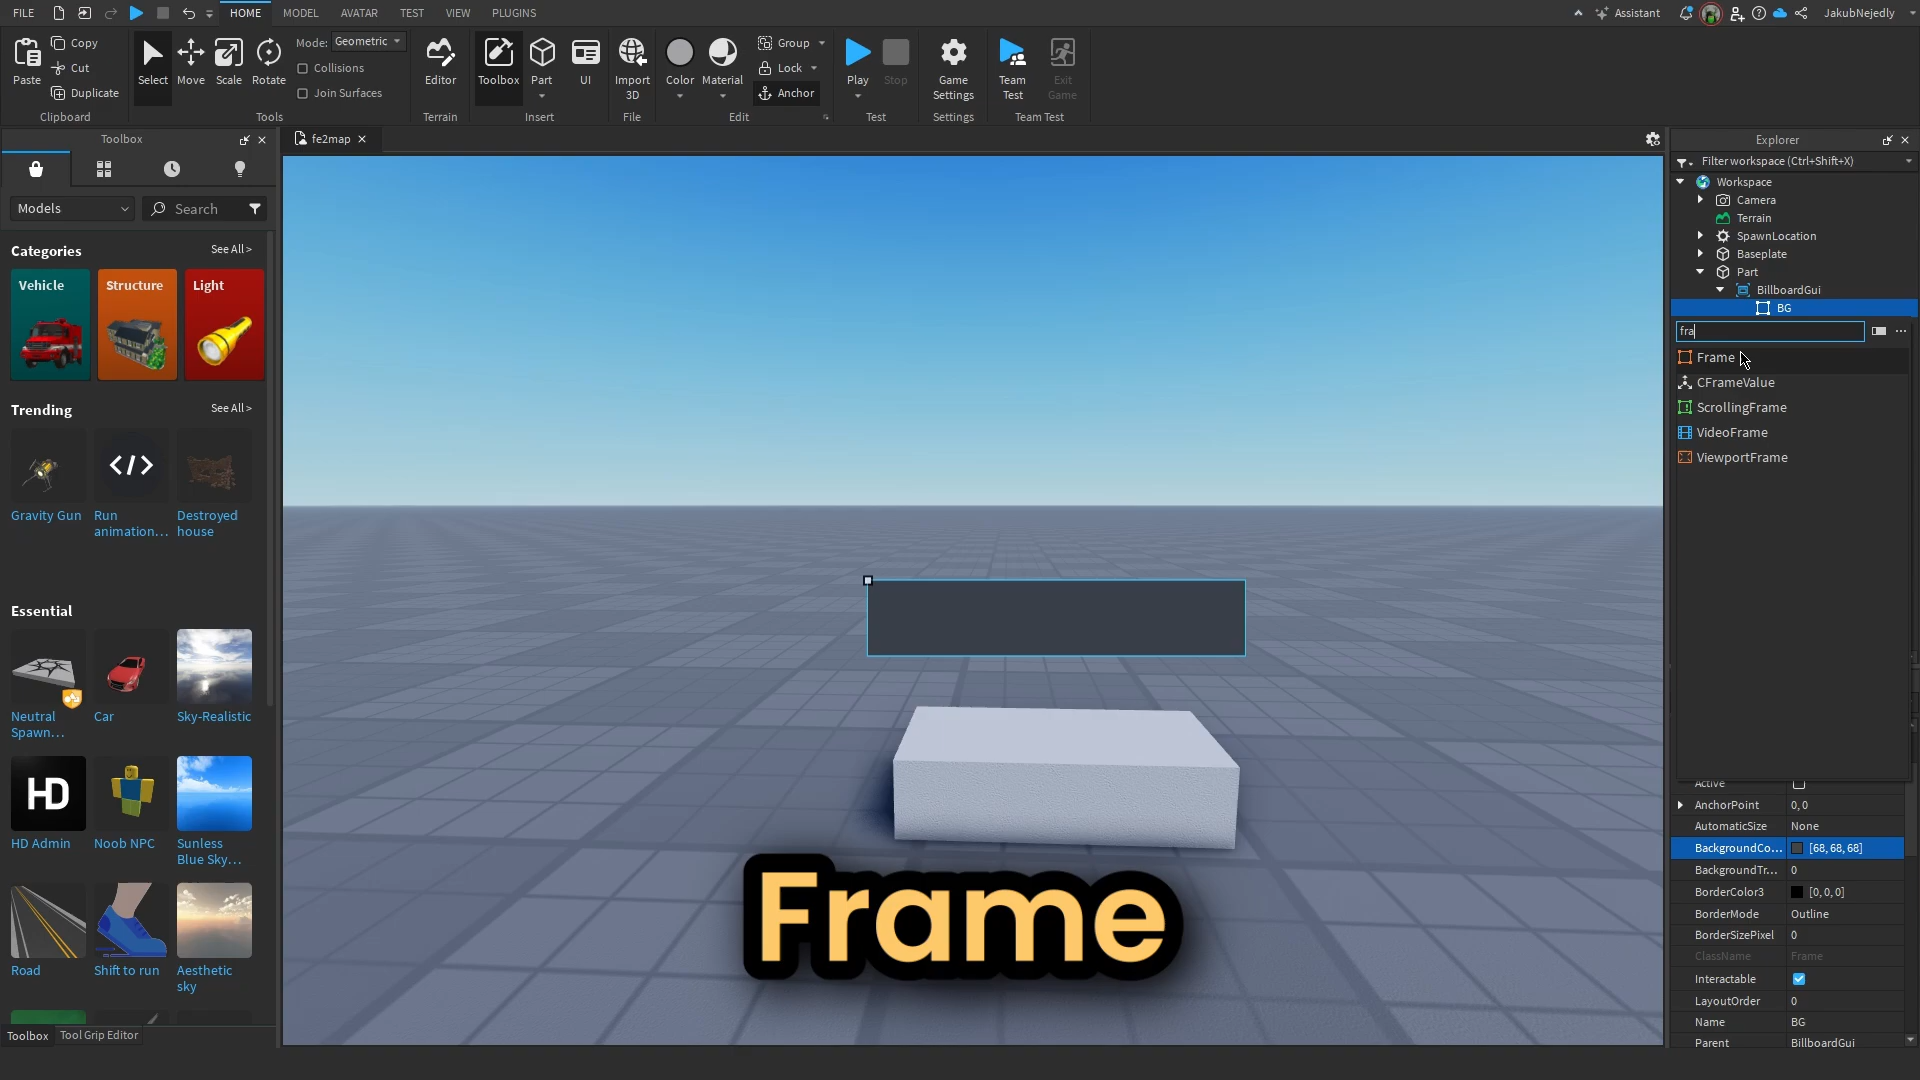 FILE
HOME
MODEL
AVATAR
TEST
VIEW
PLUGINS
Assistant
JakubNejedly
Paste
Copy
Cut
Duplicate
Clipboard
Select
Move
Scale
Rotate
Mode: Geometric
Collisions
Join Surfaces
Tools
Editor
Terrain
Toolbox
Part
UI
Insert
Import
3D
File
Color
Material
Group
Lock
Anchor
Edit
Play
Stop
Test
Game
Settings
Settings
Team
Test
Exit
Game
Team Test
Toolbox
Models
Search
Categories
See All >
Vehicle
Structure
Light
Trending
See All >
Gravity Gun
Run
animation...
Destroyed
house
Essential
Neutral
Spawn...
Car
Sky-Realistic
HD
HD Admin
Noob NPC
Sunless
Blue Sky...
Road
Shift to run
Aesthetic
sky
Toolbox
Tool Grip Editor
fe2map
Frame
Explorer
Filter workspace (Ctrl+Shift+X)
Workspace
Camera
Terrain
SpawnLocation
Baseplate
Part
BillboardGui
BG
fra
Frame
CFrameValue
ScrollingFrame
VideoFrame
ViewportFrame
Active
AnchorPoint 0, 0
AutomaticSize None
BackgroundCo... [68, 68, 68]
BackgroundTr... 0
BorderColor3 [0, 0, 0]
BorderMode Outline
BorderSizePixel 0
ClassName Frame
Interactable
LayoutOrder 0
Name BG
Parent BillboardGui